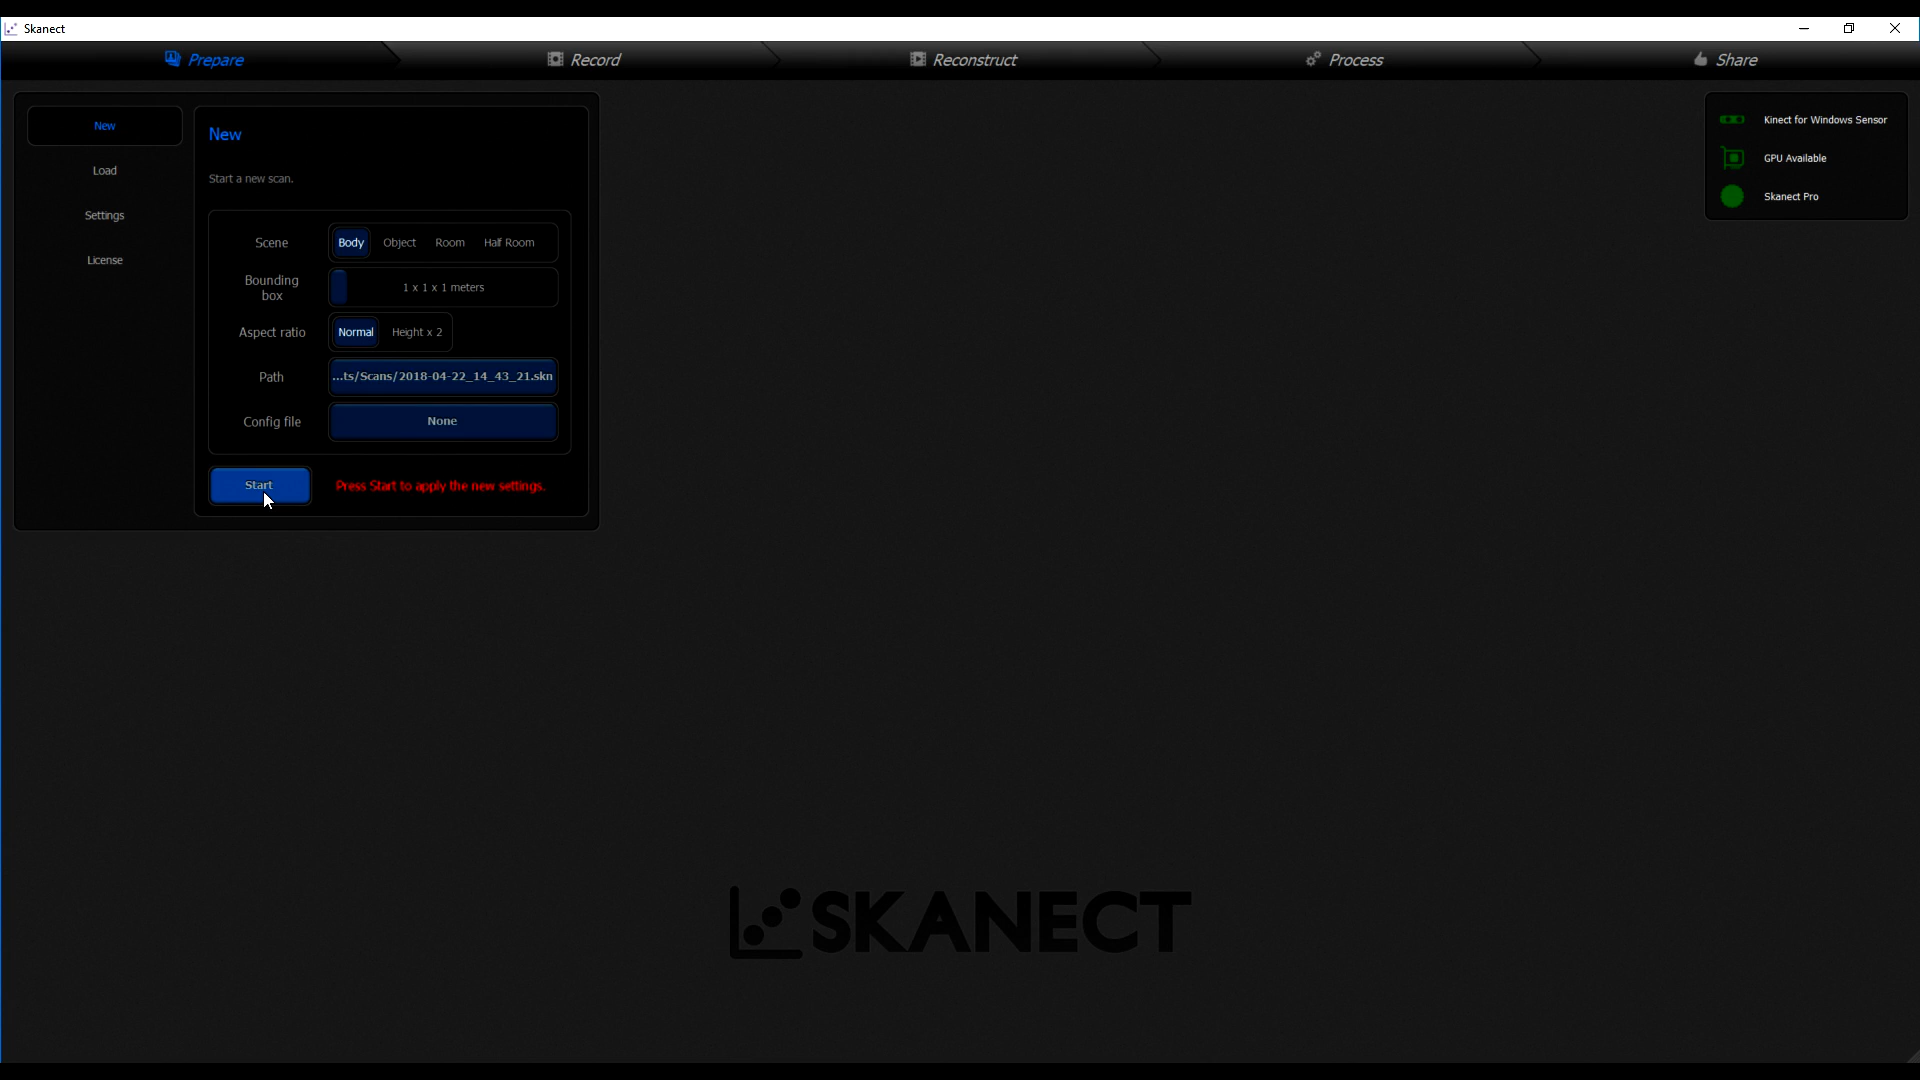 Skanect
Prepare
Record
Reconstruct
Process
Share
New
Load
Settings
License
New
Start a new scan.
Scene
Body Object Room Half Room
Bounding
box
1 x 1 x 1 meters
Aspect ratio
Normal Height x 2
Path
...ts/Scans/2018-04-22_14_43_21.skn
Config file
None
Start
Press Start to apply the new settings.
Kinect for Windows Sensor
GPU Available
Skanect Pro
SKANECT